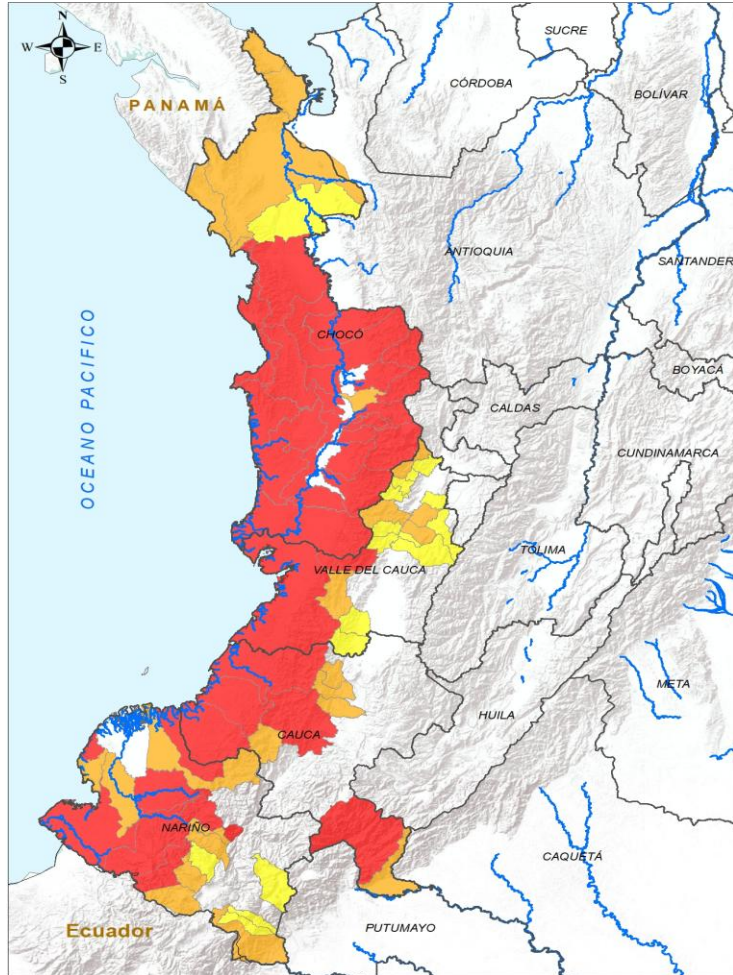 SUCRE
N
W E
S
CÓRDOBA
BOLÍVAR
PANAMÁ
ANTIOQUIA
SANTANDER
OCEANO PACIFICO
CHOCÓ
BOYACÁ
CALDAS
CUNDINAMARCA
TOLIMA
VALLE DEL CAUCA
META
HUILA
CAUCA
NARIÑO
CAQUETÁ
Ecuador
PUTUMAYO